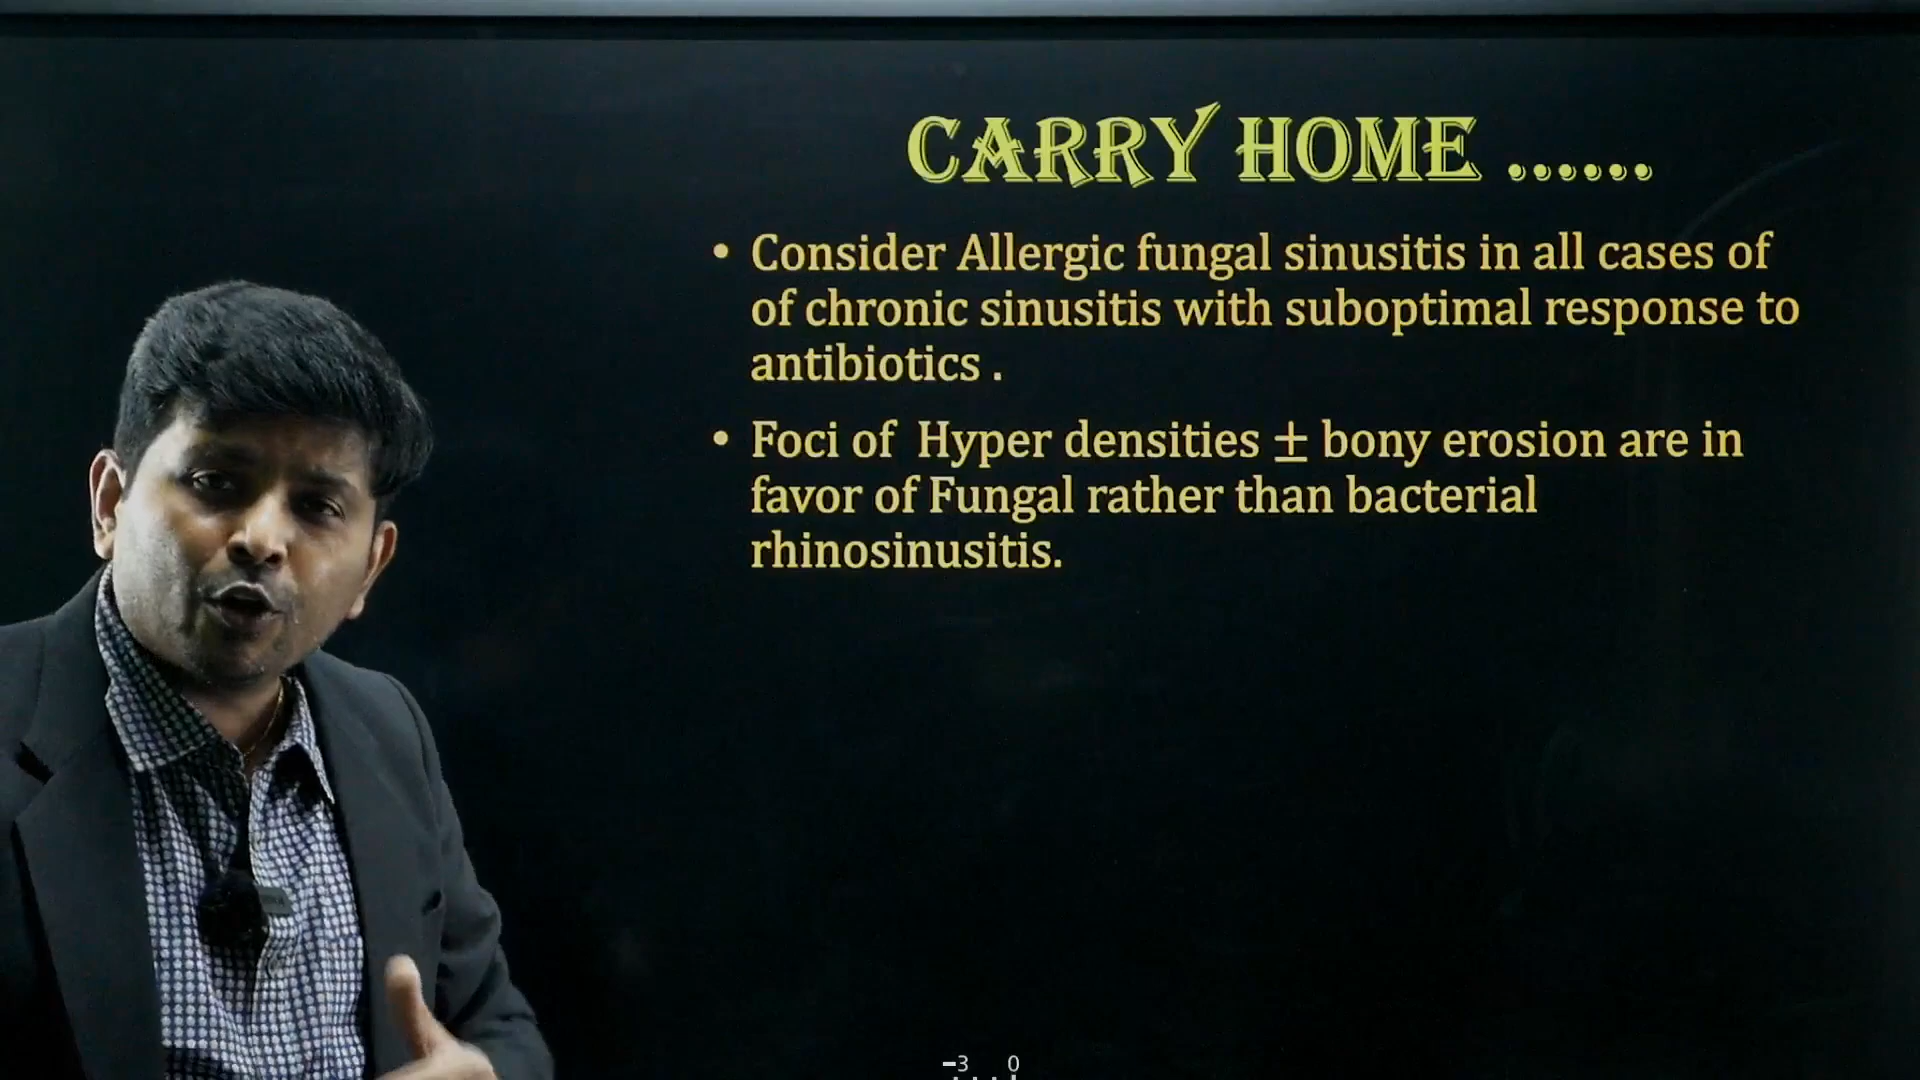 CARRY HOME ......
• Consider Allergic fungal sinusitis in all cases of
of chronic sinusitis with suboptimal response to
antibiotics .
• Foci of  Hyper densities ± bony erosion are in
favor of Fungal rather than bacterial
rhinosinusitis.
-3 0